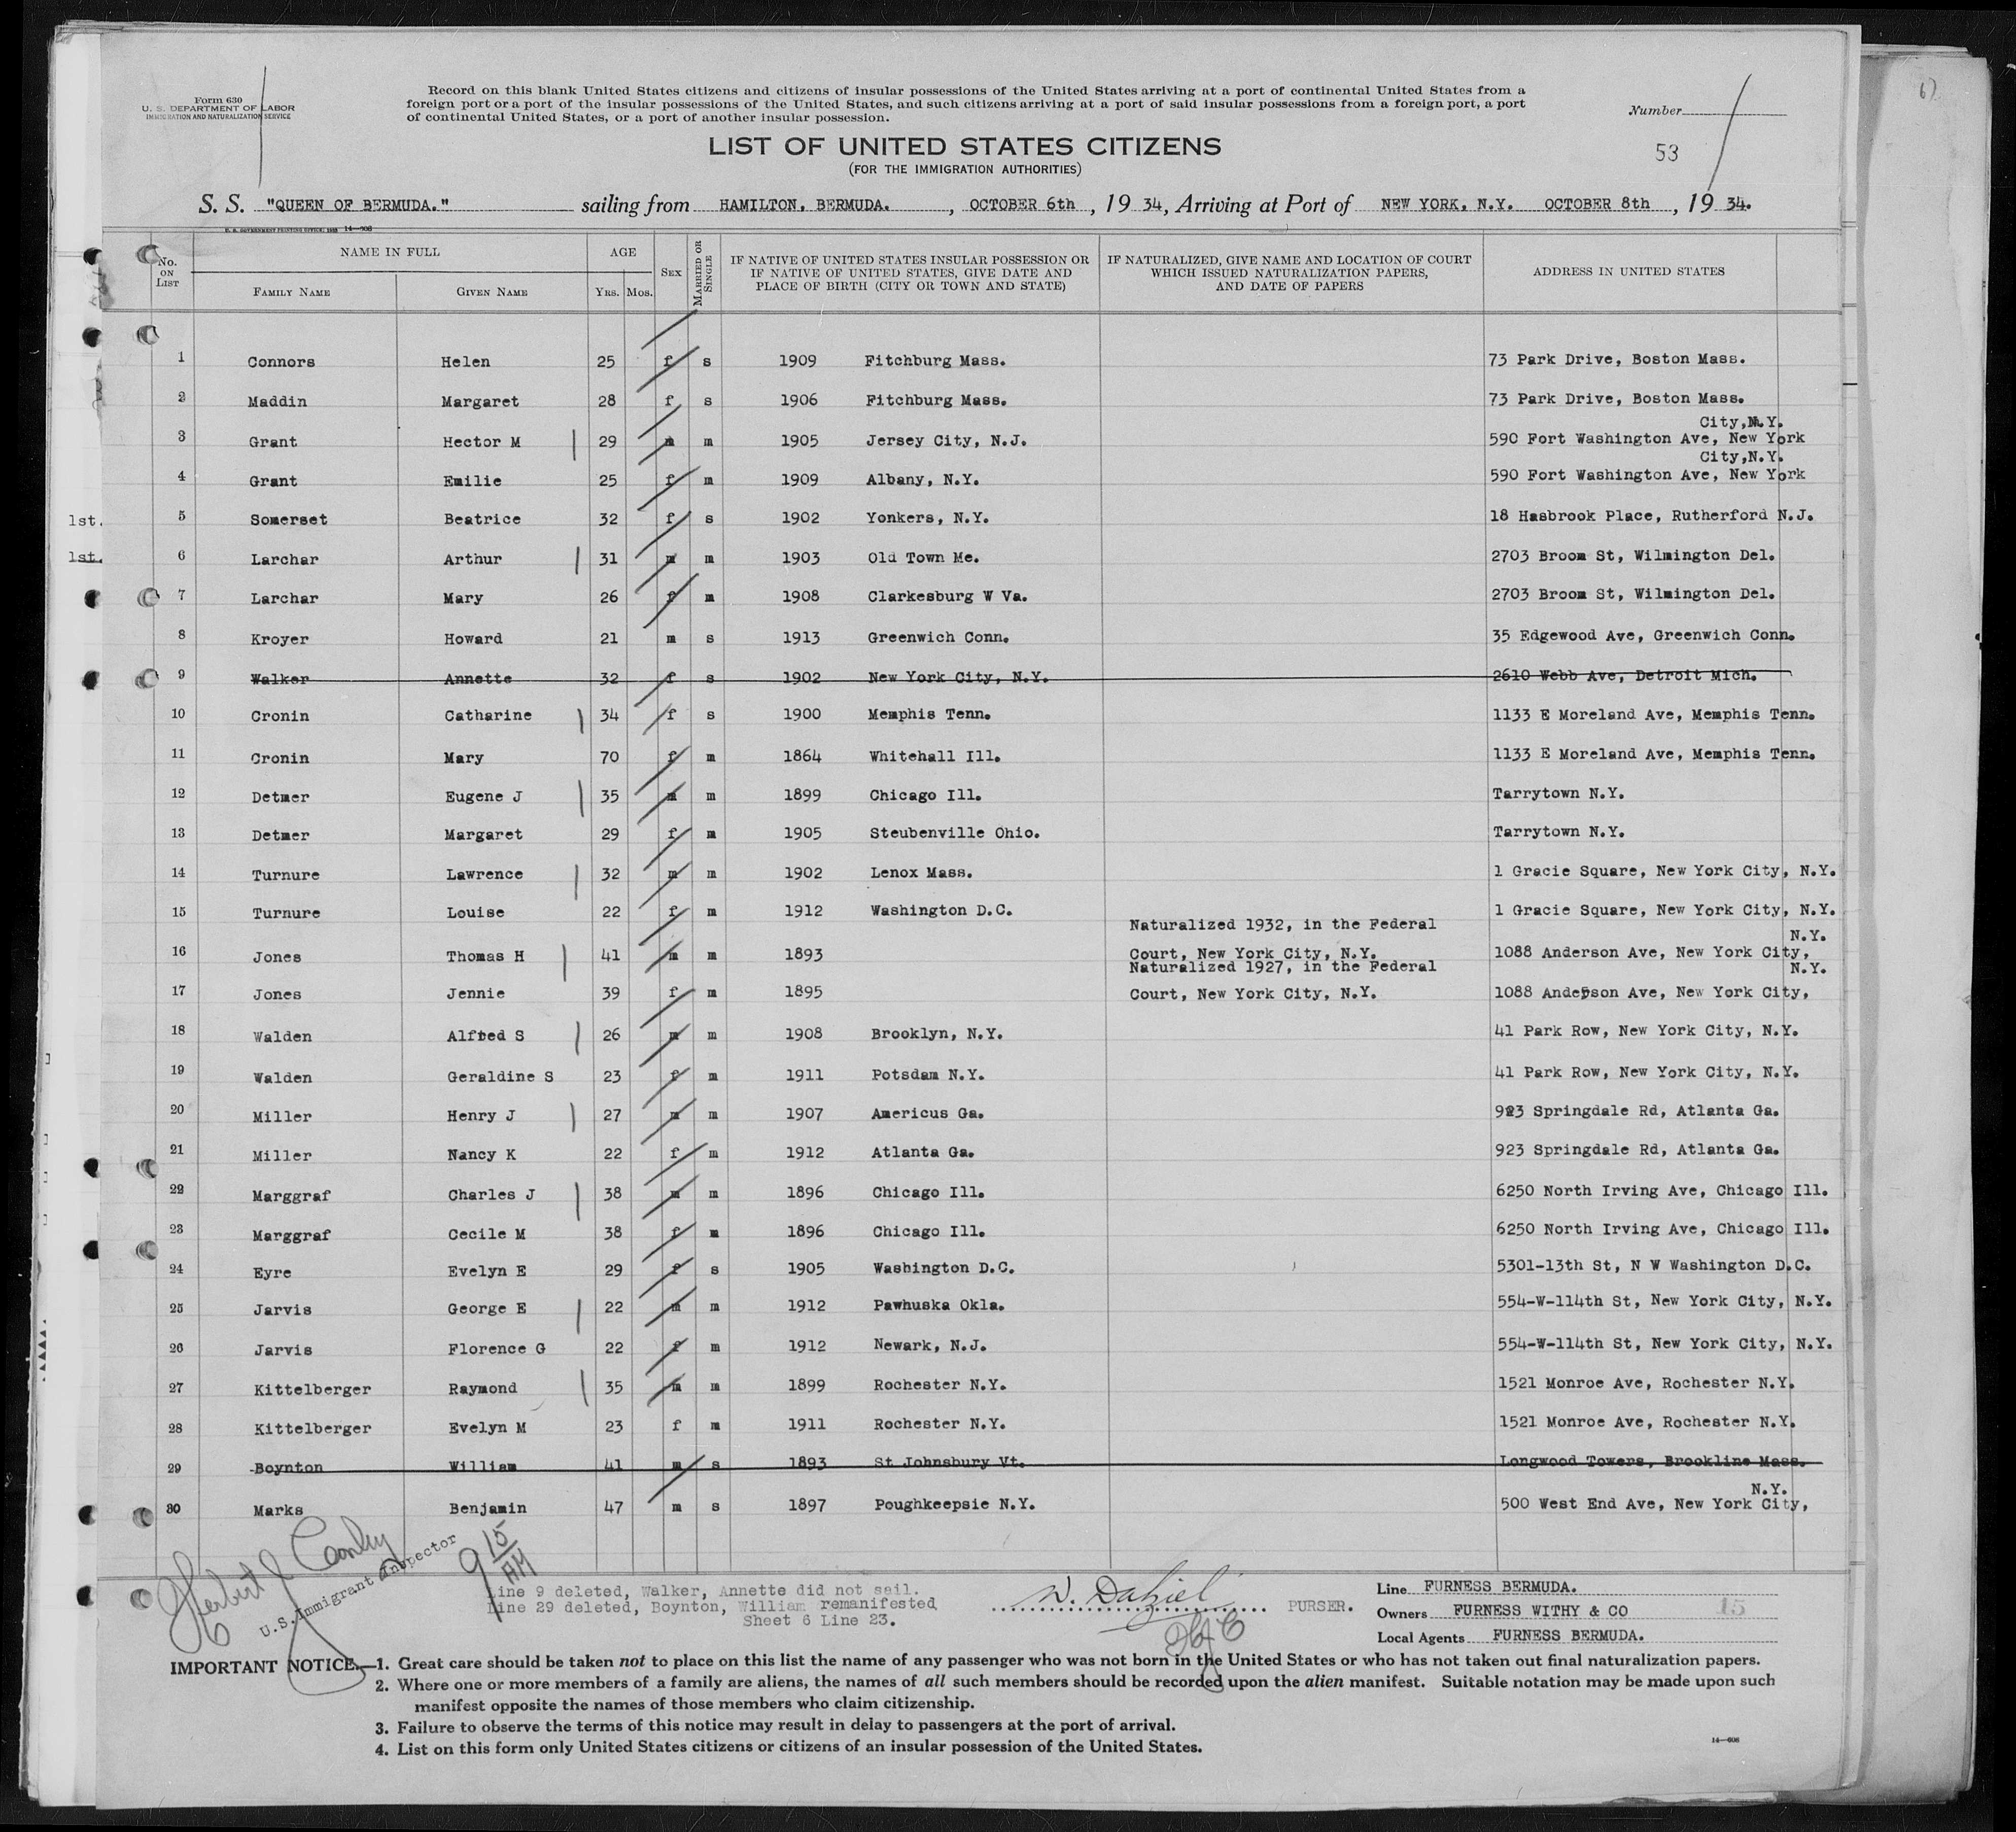 Form 630
U. S. DEPARTMENT OF LABOR
IMMIGRATION AND NATURALIZATION SERVICE
Record on this blank United States citizens and citizens of insular possessions of the United States arriving at a port of continental United States from a
foreign port or a port of the insular possessions of the United States, and such citizens arriving at a port of said insular possessions from a foreign port, a port
of continental United States, or a port of another insular possession.
Number
53
LIST OF UNITED STATES CITIZENS
(FOR THE IMMIGRATION AUTHORITIES)
S. S. "QUEEN OF BERMUDA." sailing from HAMILTON, BERMUDA. , OCTOBER 6th , 19 34, Arriving at Port of NEW YORK, N.Y. OCTOBER 8th , 19 34.
No. ON LIST
NAME IN FULL
FAMILY NAME GIVEN NAME
AGE
YRS. MOS.
SEX
MARRIED OR SINGLE
IF NATIVE OF UNITED STATES INSULAR POSSESSION OR
IF NATIVE OF UNITED STATES, GIVE DATE AND
PLACE OF BIRTH (CITY OR TOWN AND STATE)
IF NATURALIZED, GIVE NAME AND LOCATION OF COURT
WHICH ISSUED NATURALIZATION PAPERS,
AND DATE OF PAPERS
ADDRESS IN UNITED STATES
1 Connors Helen 25 f s 1909 Fitchburg Mass. 73 Park Drive, Boston Mass.
2 Maddin Margaret 28 f s 1906 Fitchburg Mass. 73 Park Drive, Boston Mass.
City,N.Y.
3 Grant Hector M 29 m m 1905 Jersey City, N.J. 590 Fort Washington Ave, New York
City,N.Y.
4 Grant Emilie 25 f m 1909 Albany, N.Y. 590 Fort Washington Ave, New York
1st. 5 Somerset Beatrice 32 f s 1902 Yonkers, N.Y. 18 Hasbrook Place, Rutherford N.J.
1st. 6 Larchar Arthur 31 m m 1903 Old Town Me. 2703 Broom St, Wilmington Del.
7 Larchar Mary 26 f m 1908 Clarkesburg W Va. 2703 Broom St, Wilmington Del.
8 Kroyer Howard 21 m s 1913 Greenwich Conn. 35 Edgewood Ave, Greenwich Conn.
9 Walker Annette 32 f s 1902 New York City, N.Y. 2610 Webb Ave, Detroit Mich.
10 Cronin Catharine 34 f s 1900 Memphis Tenn. 1133 E Moreland Ave, Memphis Tenn.
11 Cronin Mary 70 f m 1864 Whitehall Ill. 1133 E Moreland Ave, Memphis Tenn.
12 Detmer Eugene J 35 m m 1899 Chicago Ill. Tarrytown N.Y.
13 Detmer Margaret 29 f m 1905 Steubenville Ohio. Tarrytown N.Y.
14 Turnure Lawrence 32 m m 1902 Lenox Mass. 1 Gracie Square, New York City, N.Y.
15 Turnure Louise 22 f m 1912 Washington D.C. 1 Gracie Square, New York City, N.Y.
Naturalized 1932, in the Federal N.Y.
16 Jones Thomas H 41 m m 1893 Court, New York City, N.Y. 1088 Anderson Ave, New York City,
Naturalized 1927, in the Federal N.Y.
17 Jones Jennie 39 f m 1895 Court, New York City, N.Y. 1088 Anderson Ave, New York City,
18 Walden Alfred S 26 m m 1908 Brooklyn, N.Y. 41 Park Row, New York City, N.Y.
19 Walden Geraldine S 23 f m 1911 Potsdam N.Y. 41 Park Row, New York City, N.Y.
20 Miller Henry J 27 m m 1907 Americus Ga. 923 Springdale Rd, Atlanta Ga.
21 Miller Nancy K 22 f m 1912 Atlanta Ga. 923 Springdale Rd, Atlanta Ga.
22 Marggraf Charles J 38 m m 1896 Chicago Ill. 6250 North Irving Ave, Chicago Ill.
23 Marggraf Cecile M 38 f m 1896 Chicago Ill. 6250 North Irving Ave, Chicago Ill.
24 Eyre Evelyn E 29 f s 1905 Washington D.C. 5301-13th St, N W Washington D.C.
25 Jarvis George E 22 m m 1912 Pawhuska Okla. 554-W-114th St, New York City, N.Y.
26 Jarvis Florence G 22 f m 1912 Newark, N.J. 554-W-114th St, New York City, N.Y.
27 Kittelberger Raymond 35 m m 1899 Rochester N.Y. 1521 Monroe Ave, Rochester N.Y.
28 Kittelberger Evelyn M 23 f m 1911 Rochester N.Y. 1521 Monroe Ave, Rochester N.Y.
29 Boynton William 41 m s 1893 St Johnsbury Vt. Longwood Towers, Brookline Mass.
N.Y.
30 Marks Benjamin 47 m s 1897 Poughkeepsie N.Y. 500 West End Ave, New York City,
Herbert J Conley
U.S. Immigrant Inspector
9 15 AM
Line 9 deleted, Walker, Annette did not sail.
Line 29 deleted, Boynton, William remanifested
Sheet 6 Line 23.
W. Dalziel PURSER.
Line FURNESS BERMUDA.
Owners FURNESS WITHY & CO 15
Local Agents FURNESS BERMUDA.
IMPORTANT NOTICE.—1. Great care should be taken not to place on this list the name of any passenger who was not born in the United States or who has not taken out final naturalization papers.
2. Where one or more members of a family are aliens, the names of all such members should be recorded upon the alien manifest. Suitable notation may be made upon such
manifest opposite the names of those members who claim citizenship.
3. Failure to observe the terms of this notice may result in delay to passengers at the port of arrival.
4. List on this form only United States citizens or citizens of an insular possession of the United States.
14—606